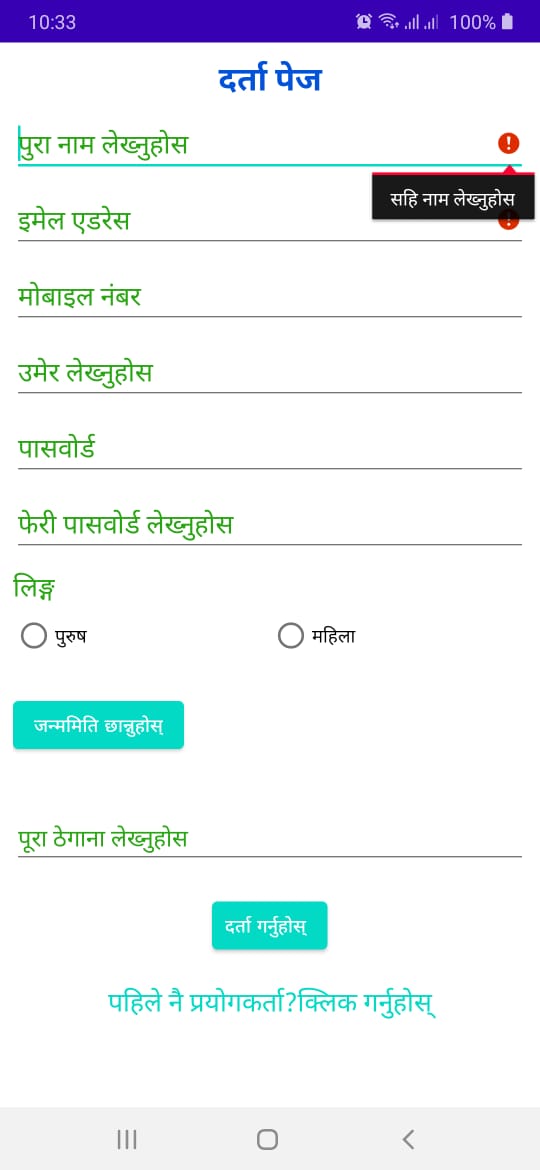 10:33 100%
दर्ता पेज
पुरा नाम लेख्नुहोस
सहि नाम लेख्नुहोस
इमेल एडरेस
मोबाइल नंबर
उमेर लेख्नुहोस
पासवोर्ड
फेरी पासवोर्ड लेख्नुहोस
लिङ्ग
पुरुष महिला
जन्ममिति छान्नुहोस्
पूरा ठेगाना लेख्नुहोस
दर्ता गर्नुहोस्
पहिले नै प्रयोगकर्ता?क्लिक गर्नुहोस्